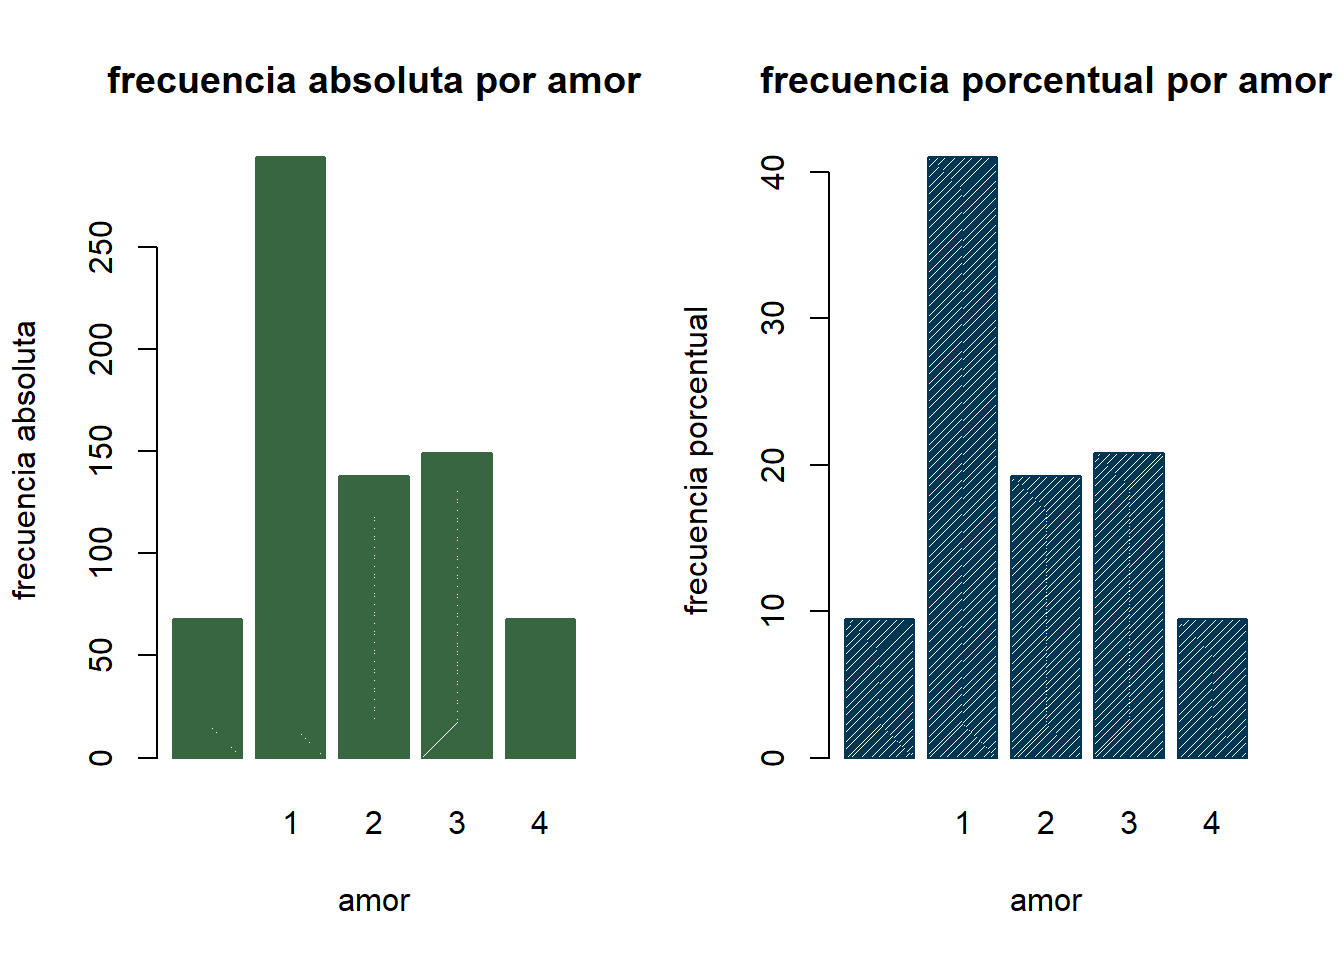 frecuencia absoluta por amor
frecuencia absoluta
250
200
150
100
50
0
1 2 3 4
amor
frecuencia porcentual por amor
frecuencia porcentual
40
30
20
10
0
1 2 3 4
amor